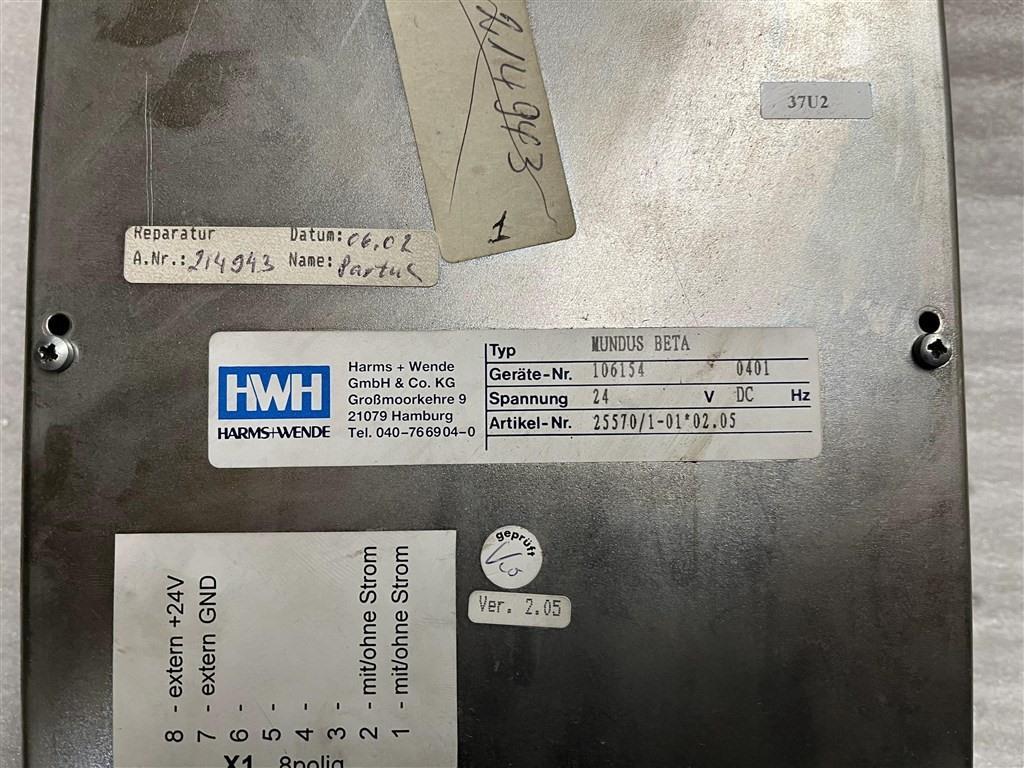 214943
1
37U2
Reparatur Datum: 06.02
A.Nr.: 214943 Name:
HWH
HARMS+WENDE
Harms + Wende
GmbH & Co. KG
Großmoorkehre 9
21079 Hamburg
Tel. 040-766904-0
Typ MUNDUS BETA
Geräte-Nr. 106154 0401
Spannung 24 V DC Hz
Artikel-Nr. 25570/1-01*02.05
geprüft
Ver. 2.05
8 - extern +24V
7 - extern GND
6 -
5 -
4 -
3 -
2 - mit/ohne Strom
1 - mit/ohne Strom
X1 8polig